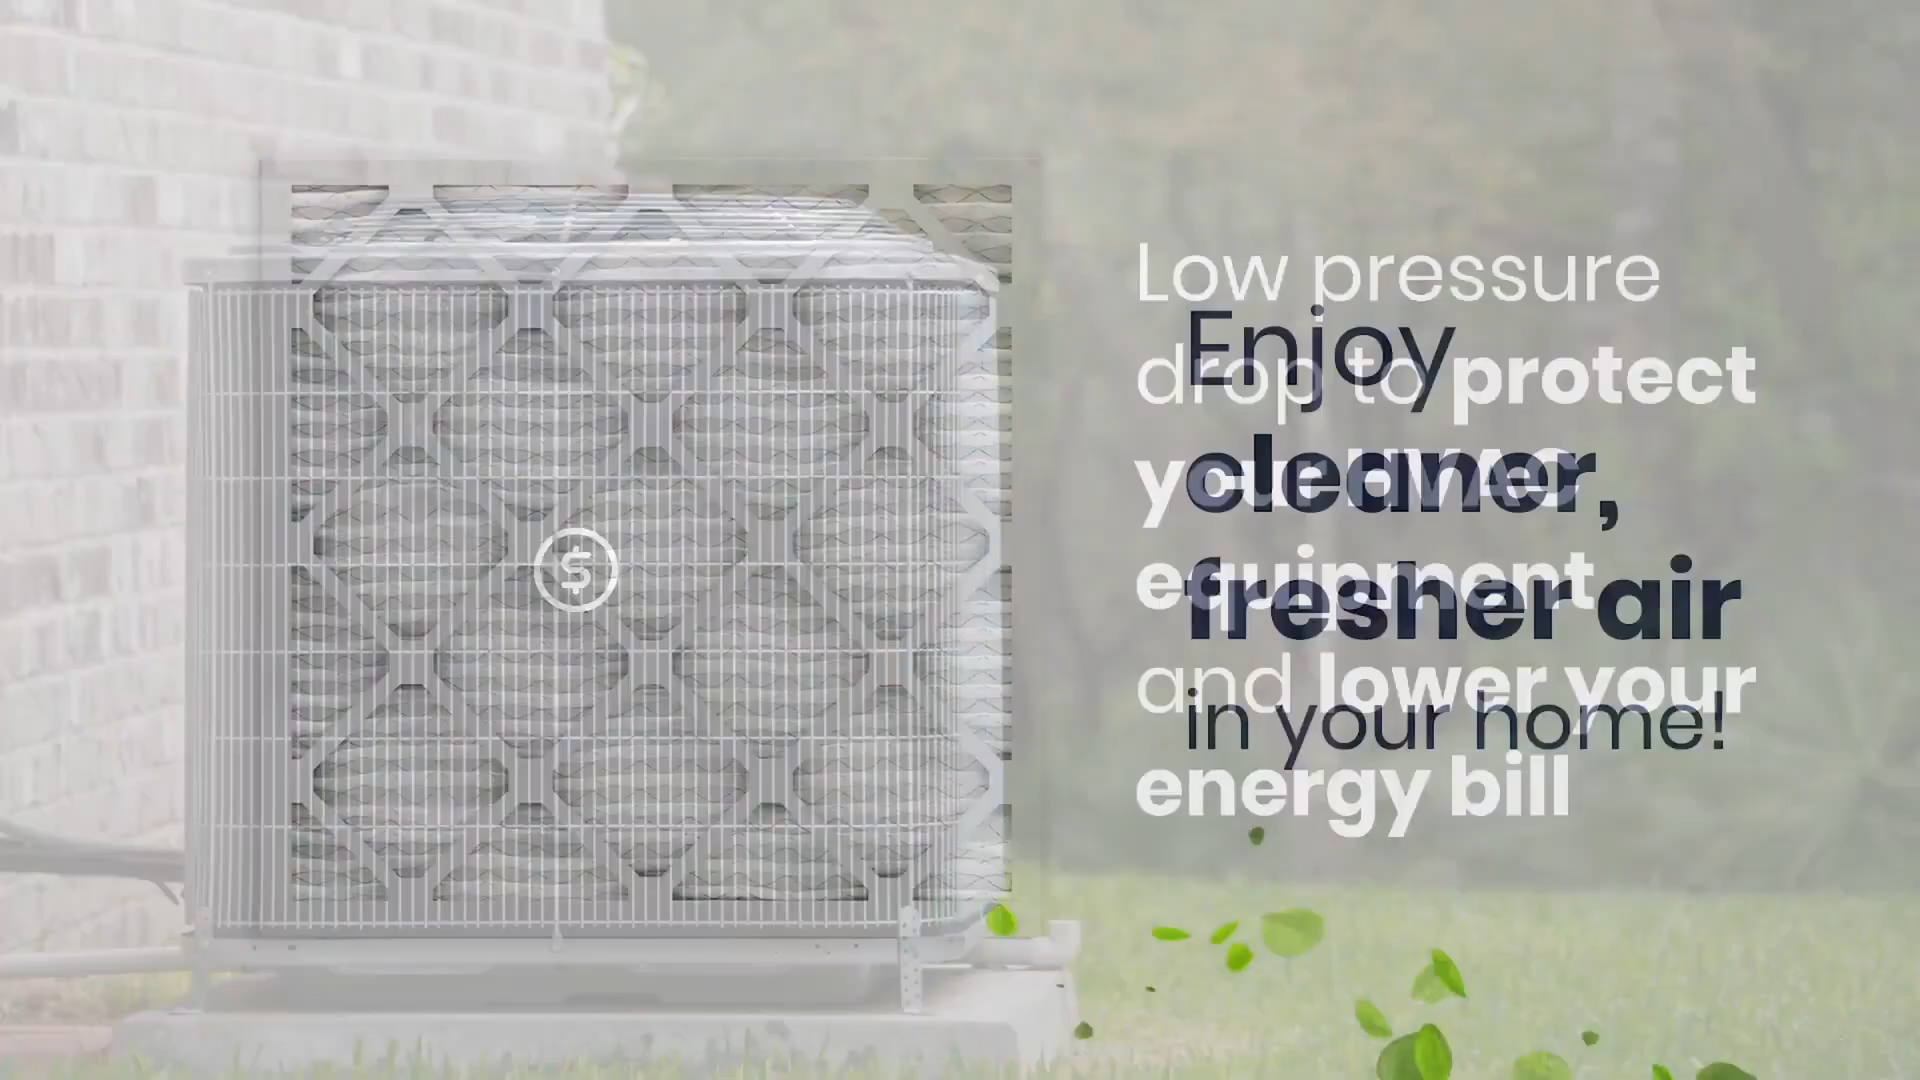 Low pressure
drop to protect
your HVAC
equipment
and lower your
energy bill
Enjoy
cleaner,
fresher air
in your home!
$